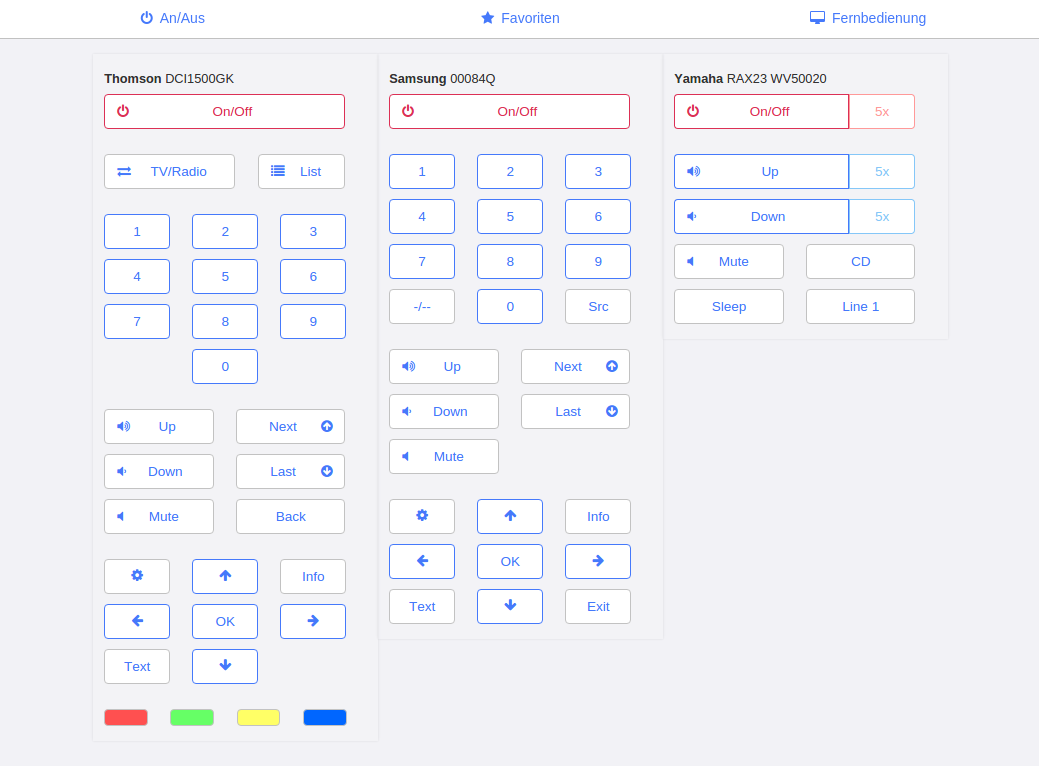 An/Aus Favoriten Fernbedienung
Thomson DCI1500GK
On/Off
TV/Radio List
1 2 3
4 5 6
7 8 9
0
Up Next
Down Last
Mute Back
Info
OK
Text
Samsung 00084Q
On/Off
1 2 3
4 5 6
7 8 9
-/-- 0 Src
Up Next
Down Last
Mute
Info
OK
Text Exit
Yamaha RAX23 WV50020
On/Off 5x
Up 5x
Down 5x
Mute CD
Sleep Line 1